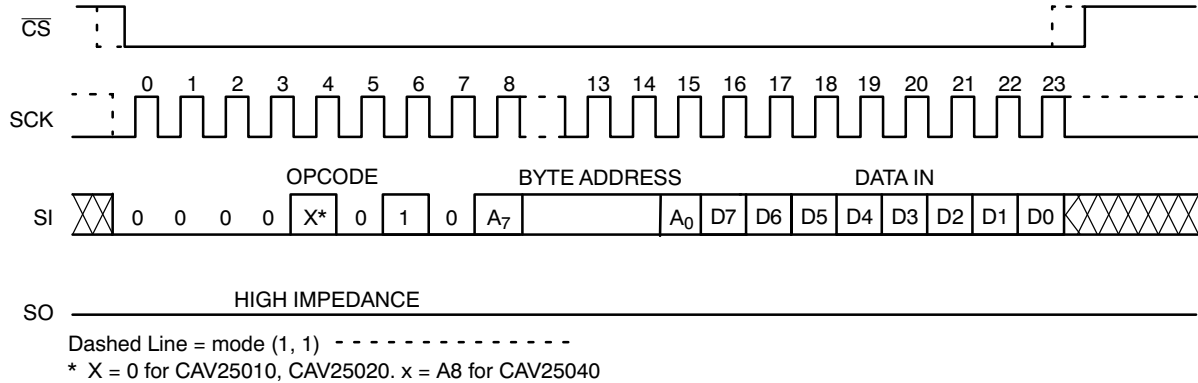 CS
0 1 2 3 4 5 6 7 8 13 14 15 16 17 18 19 20 21 22 23
SCK
OPCODE BYTE ADDRESS DATA IN
SI 0 0 0 0 X* 0 1 0 A7 A0 D7 D6 D5 D4 D3 D2 D1 D0
HIGH IMPEDANCE
SO
Dashed Line = mode (1, 1) - - - - - - - - - - - - - -
* X = 0 for CAV25010, CAV25020. x = A8 for CAV25040